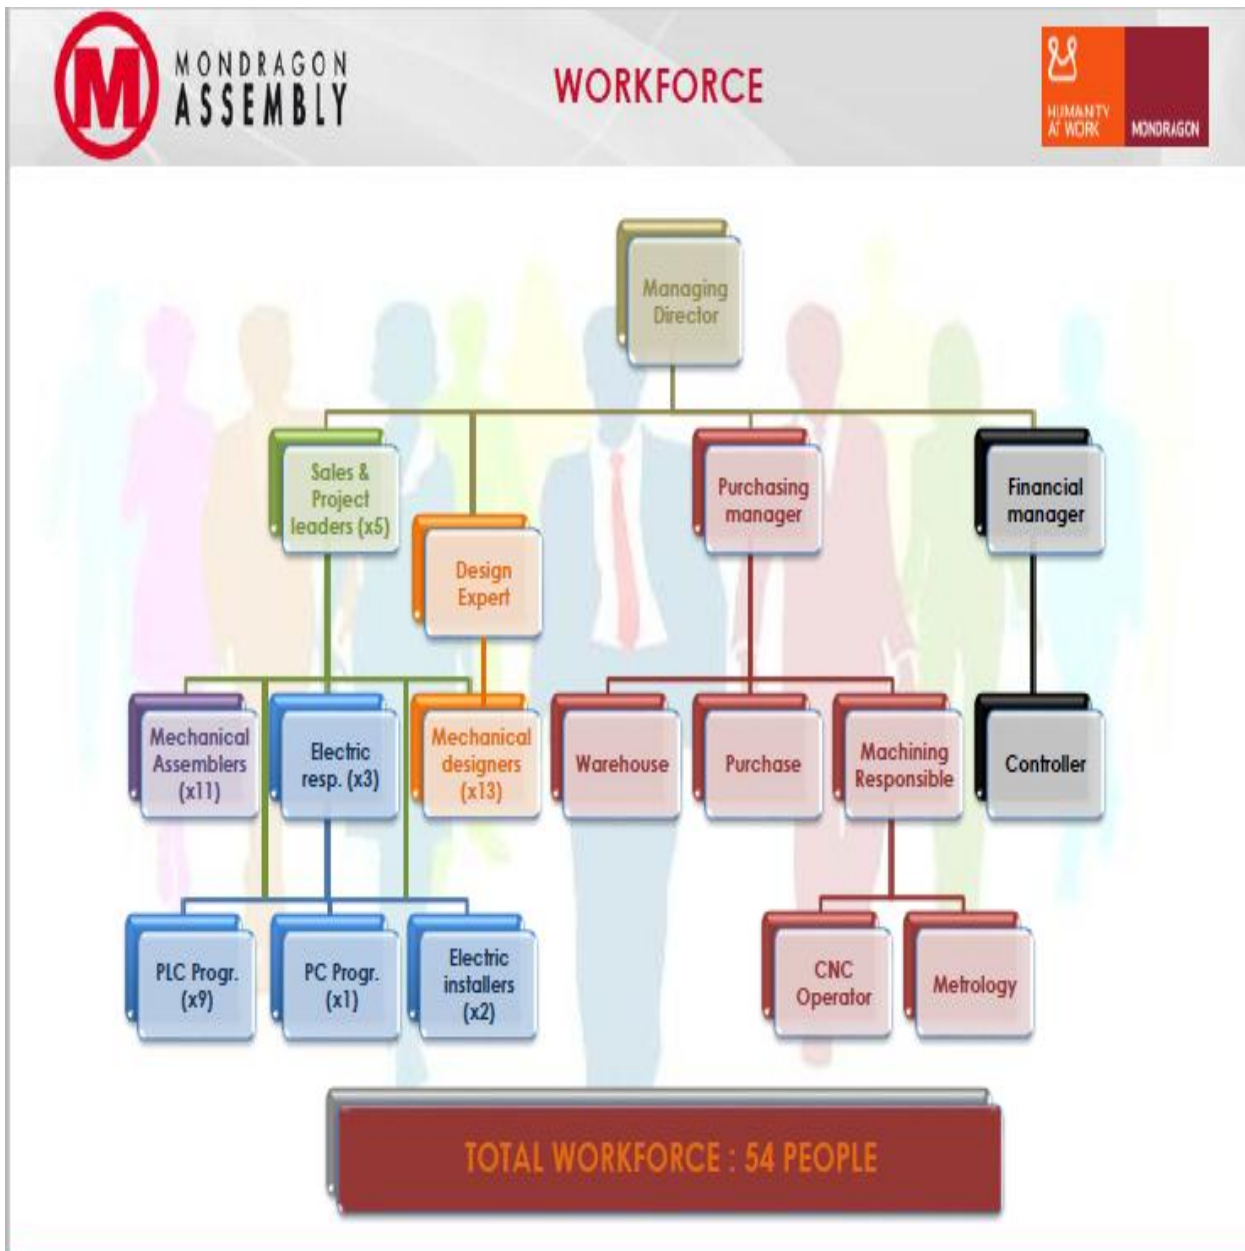 MONDRAGON
ASSEMBLY
WORKFORCE
HUMANITY
AT WORK
MONDRAGON
Managing
Director
Sales &
Project
leaders (x5)
Purchasing
manager
Financial
manager
Design
Expert
Mechanical
Assemblers
(x11)
Electric
resp. (x3)
Mechanical
designers
(x13)
Warehouse
Purchase
Machining
Responsible
Controller
PLC Progr.
(x9)
PC Progr.
(x1)
Electric
installers
(x2)
CNC
Operator
Metrology
TOTAL WORKFORCE : 54 PEOPLE